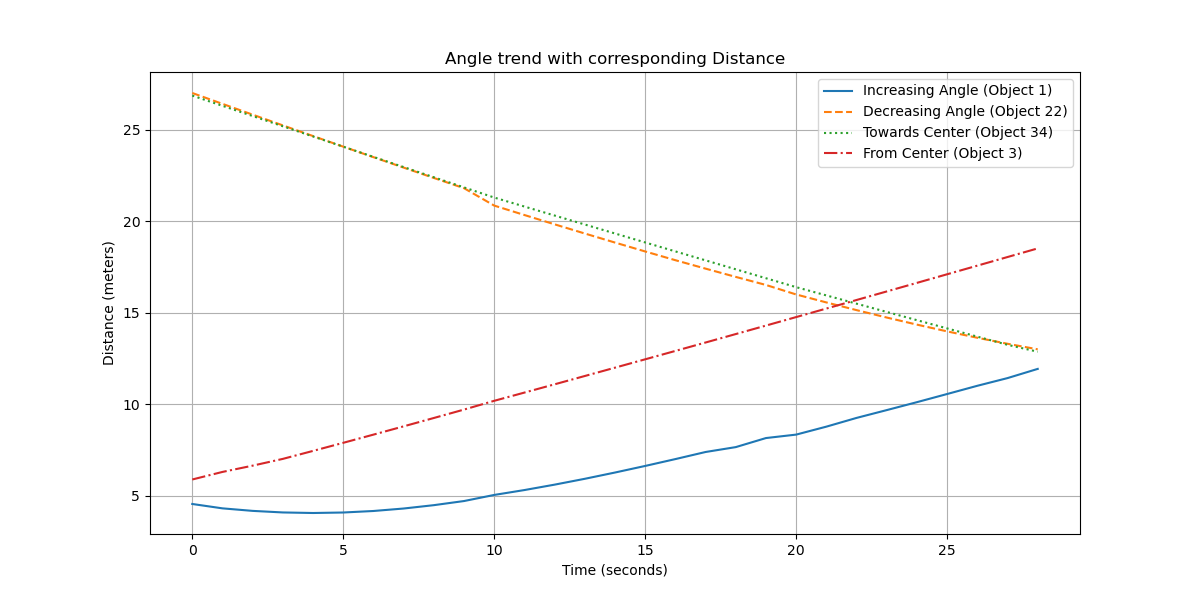 Angle trend with corresponding Distance
Increasing Angle (Object 1)
Decreasing Angle (Object 22)
Towards Center (Object 34)
From Center (Object 3)
Distance (meters)
25
20
15
10
5
0 5 10 15 20 25
Time (seconds)